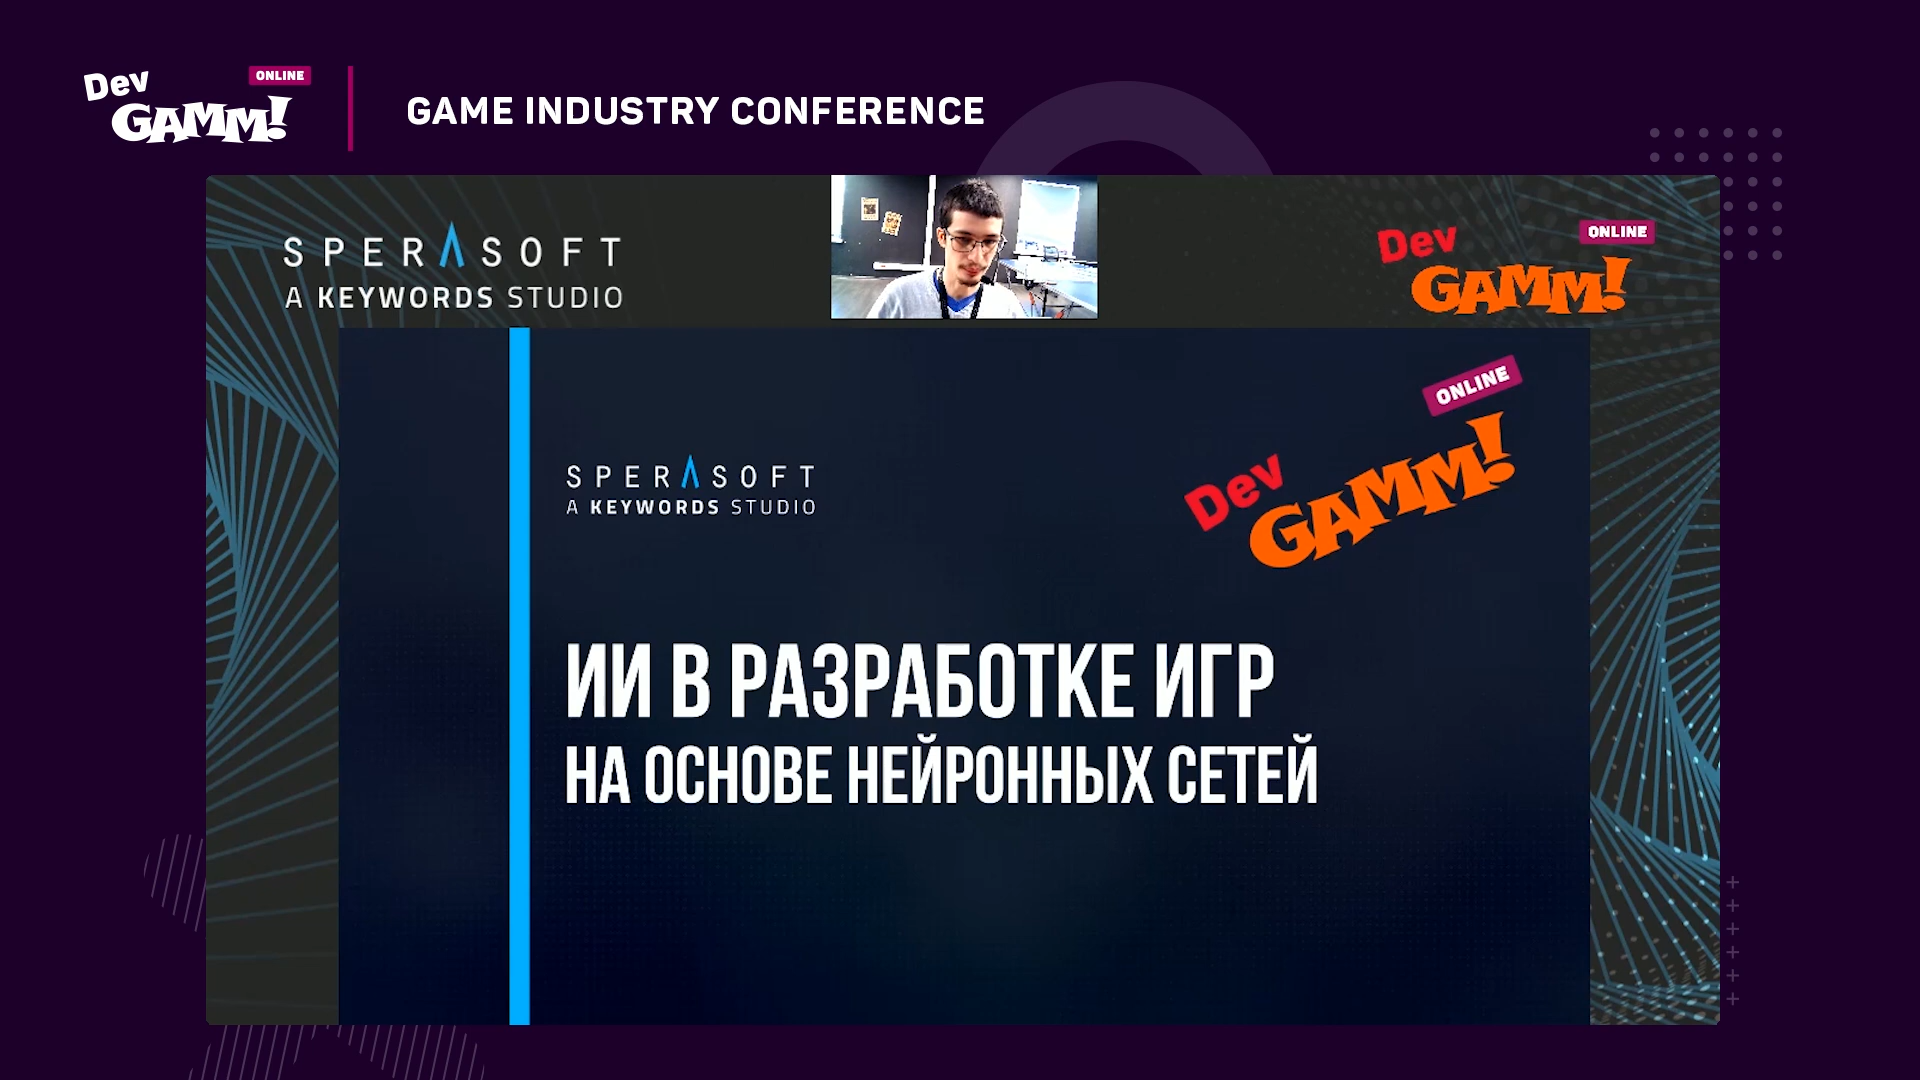 Dev
GAMM!
ONLINE
GAME INDUSTRY CONFERENCE
SPERASOFT
A KEYWORDS STUDIO
Dev
GAMM!
ONLINE
SPERASOFT
A KEYWORDS STUDIO
Dev
GAMM!
ONLINE
ИИ В РАЗРАБОТКЕ ИГР
НА ОСНОВЕ НЕЙРОННЫХ СЕТЕЙ